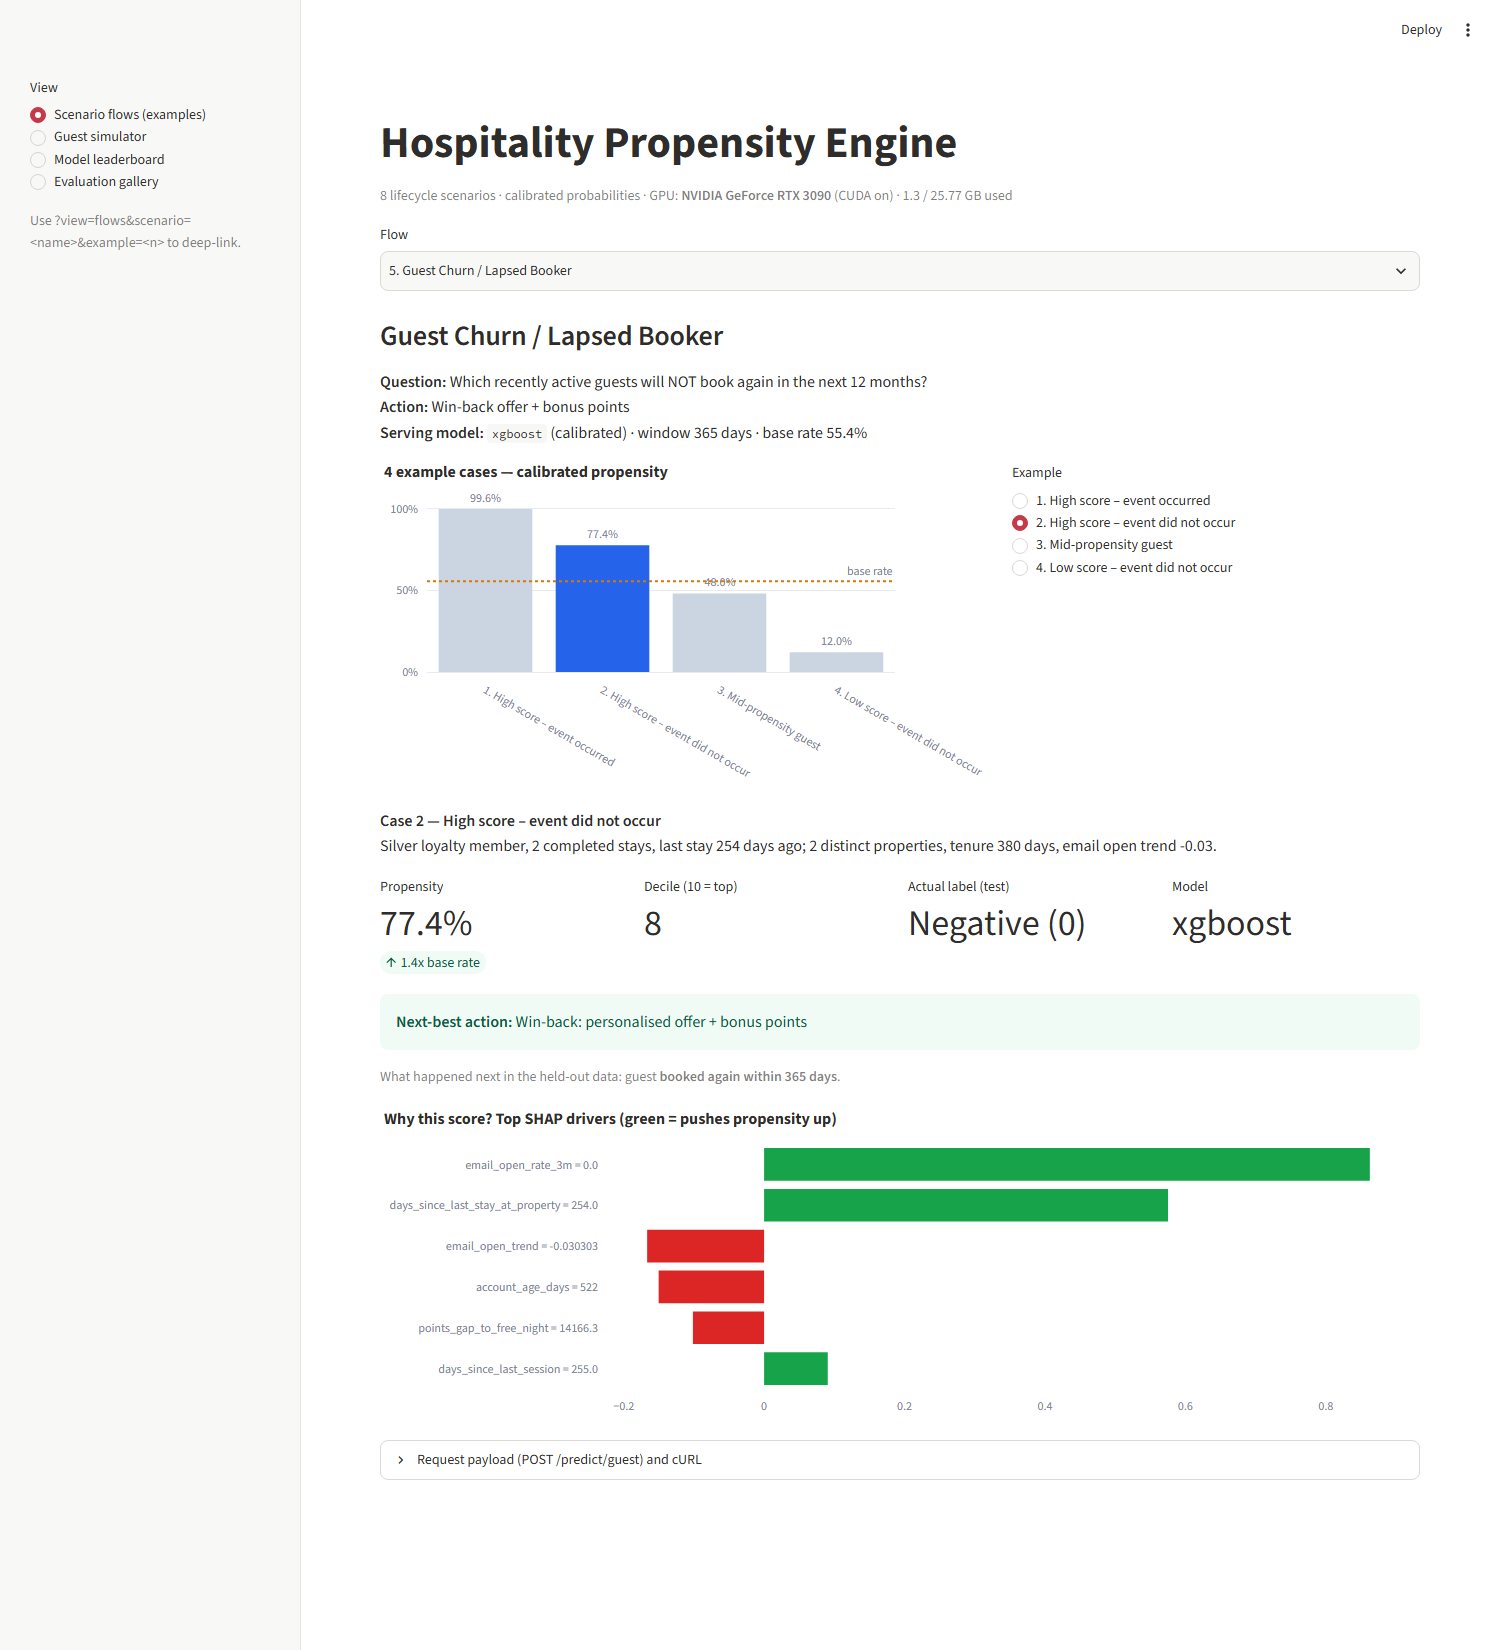 Deploy
View
Scenario flows (examples)
Guest simulator
Model leaderboard
Evaluation gallery
Use ?view=flows&scenario=
<name>&example=<n> to deep-link.
Hospitality Propensity Engine
8 lifecycle scenarios · calibrated probabilities · GPU: NVIDIA GeForce RTX 3090 (CUDA on) · 1.3 / 25.77 GB used
Flow
5. Guest Churn / Lapsed Booker
Guest Churn / Lapsed Booker
Question: Which recently active guests will NOT book again in the next 12 months?
Action: Win-back offer + bonus points
Serving model: xgboost (calibrated) · window 365 days · base rate 55.4%
4 example cases — calibrated propensity
100%
50%
0%
99.6%
77.4%
48.0%
12.0%
base rate
1. High score – event occurred
2. High score – event did not occur
3. Mid-propensity guest
4. Low score – event did not occur
Example
1. High score – event occurred
2. High score – event did not occur
3. Mid-propensity guest
4. Low score – event did not occur
Case 2 — High score – event did not occur
Silver loyalty member, 2 completed stays, last stay 254 days ago; 2 distinct properties, tenure 380 days, email open trend -0.03.
Propensity
77.4%
↑ 1.4x base rate
Decile (10 = top)
8
Actual label (test)
Negative (0)
Model
xgboost
Next-best action: Win-back: personalised offer + bonus points
What happened next in the held-out data: guest booked again within 365 days.
Why this score? Top SHAP drivers (green = pushes propensity up)
email_open_rate_3m = 0.0
days_since_last_stay_at_property = 254.0
email_open_trend = -0.030303
account_age_days = 522
points_gap_to_free_night = 14166.3
days_since_last_session = 255.0
−0.2
0
0.2
0.4
0.6
0.8
Request payload (POST /predict/guest) and cURL